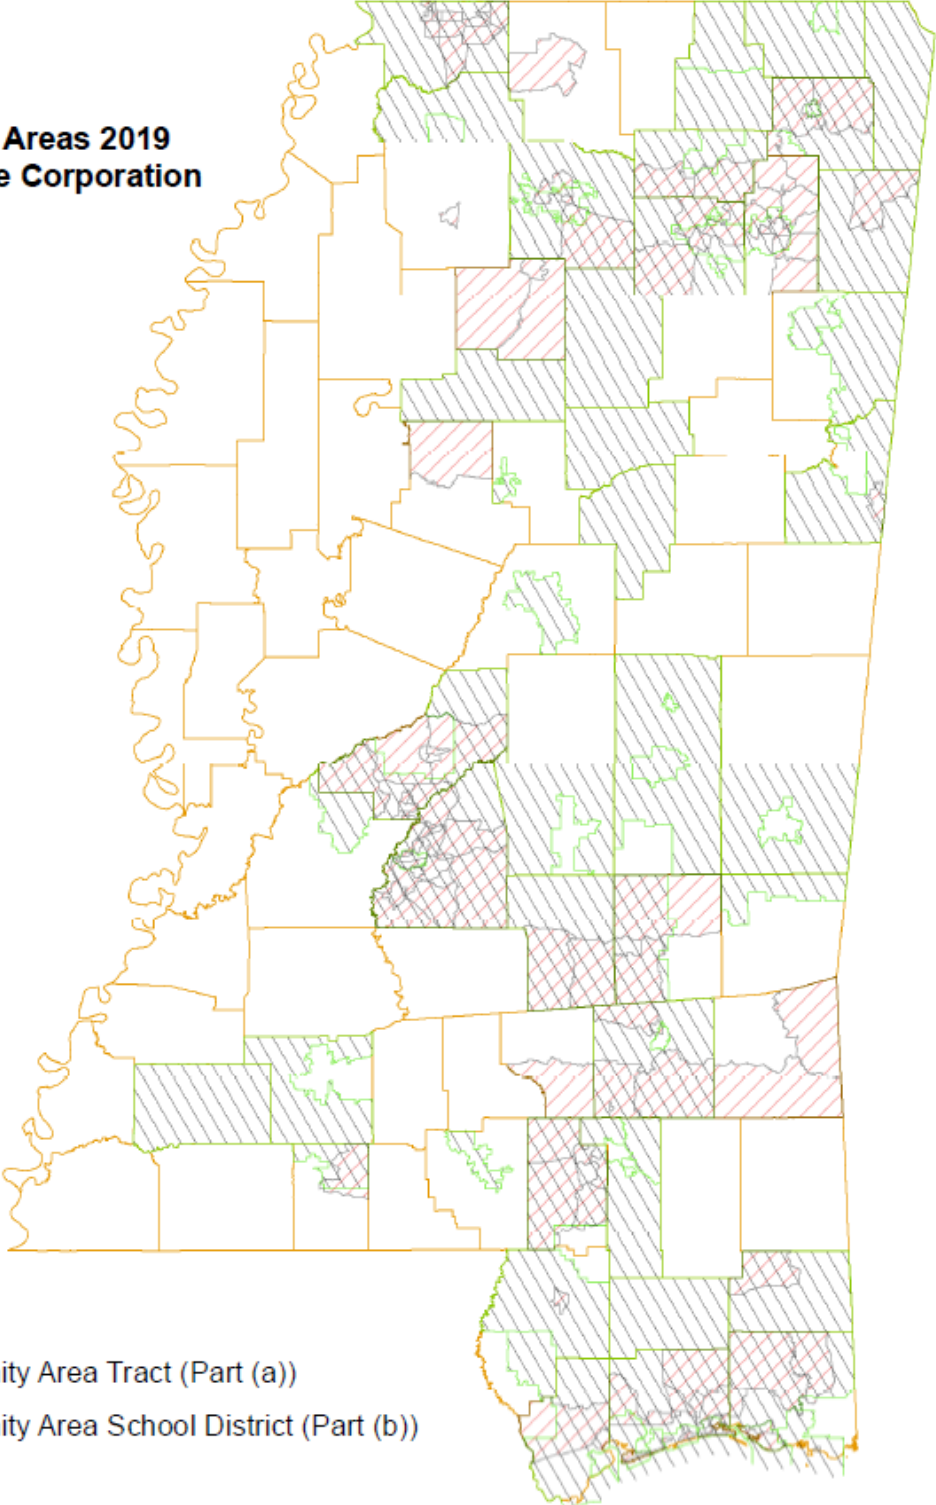 Areas 2019
e Corporation
ity Area Tract (Part (a))
ity Area School District (Part (b))